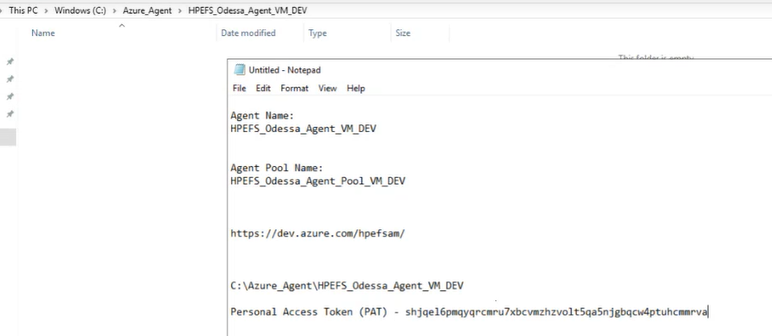 This PC > Windows (C:) > Azure_Agent > HPEFS_Odessa_Agent_VM_DEV
Name Date modified Type Size
This folder is empty.
Untitled - Notepad
File Edit Format View Help
Agent Name:
HPEFS_Odessa_Agent_VM_DEV
Agent Pool Name:
HPEFS_Odessa_Agent_Pool_VM_DEV
https://dev.azure.com/hpefsam/
C:\Azure_Agent\HPEFS_Odessa_Agent_VM_DEV
Personal Access Token (PAT) - shjqel6pmqyqrcmru7xbcvmzhzvolt5qa5njgbqcw4ptuhcmmrva